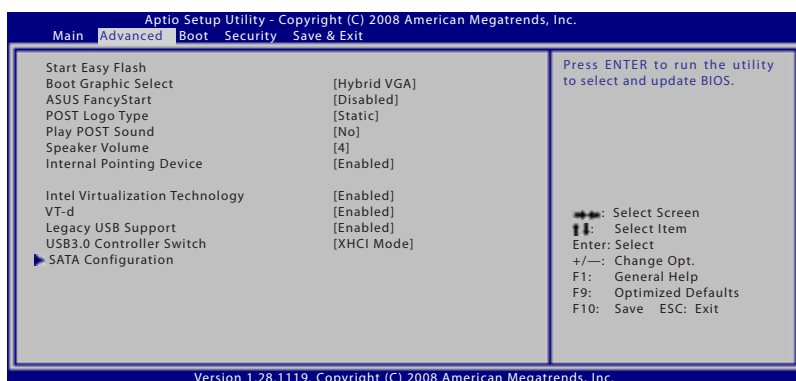 Aptio Setup Utility - Copyright (C) 2008 American Megatrends, Inc.
Main Advanced Boot Security Save & Exit
Start Easy Flash
Boot Graphic Select [Hybrid VGA]
ASUS FancyStart [Disabled]
POST Logo Type [Static]
Play POST Sound [No]
Speaker Volume [4]
Internal Pointing Device [Enabled]
Intel Virtualization Technology [Enabled]
VT-d [Enabled]
Legacy USB Support [Enabled]
USB3.0 Controller Switch [XHCI Mode]
SATA Configuration
Press ENTER to run the utility
to select and update BIOS.
→←: Select Screen
↑↓: Select Item
Enter: Select
+/—: Change Opt.
F1: General Help
F9: Optimized Defaults
F10: Save ESC: Exit
Version 1.28.1119. Copyright (C) 2008 American Megatrends, Inc.